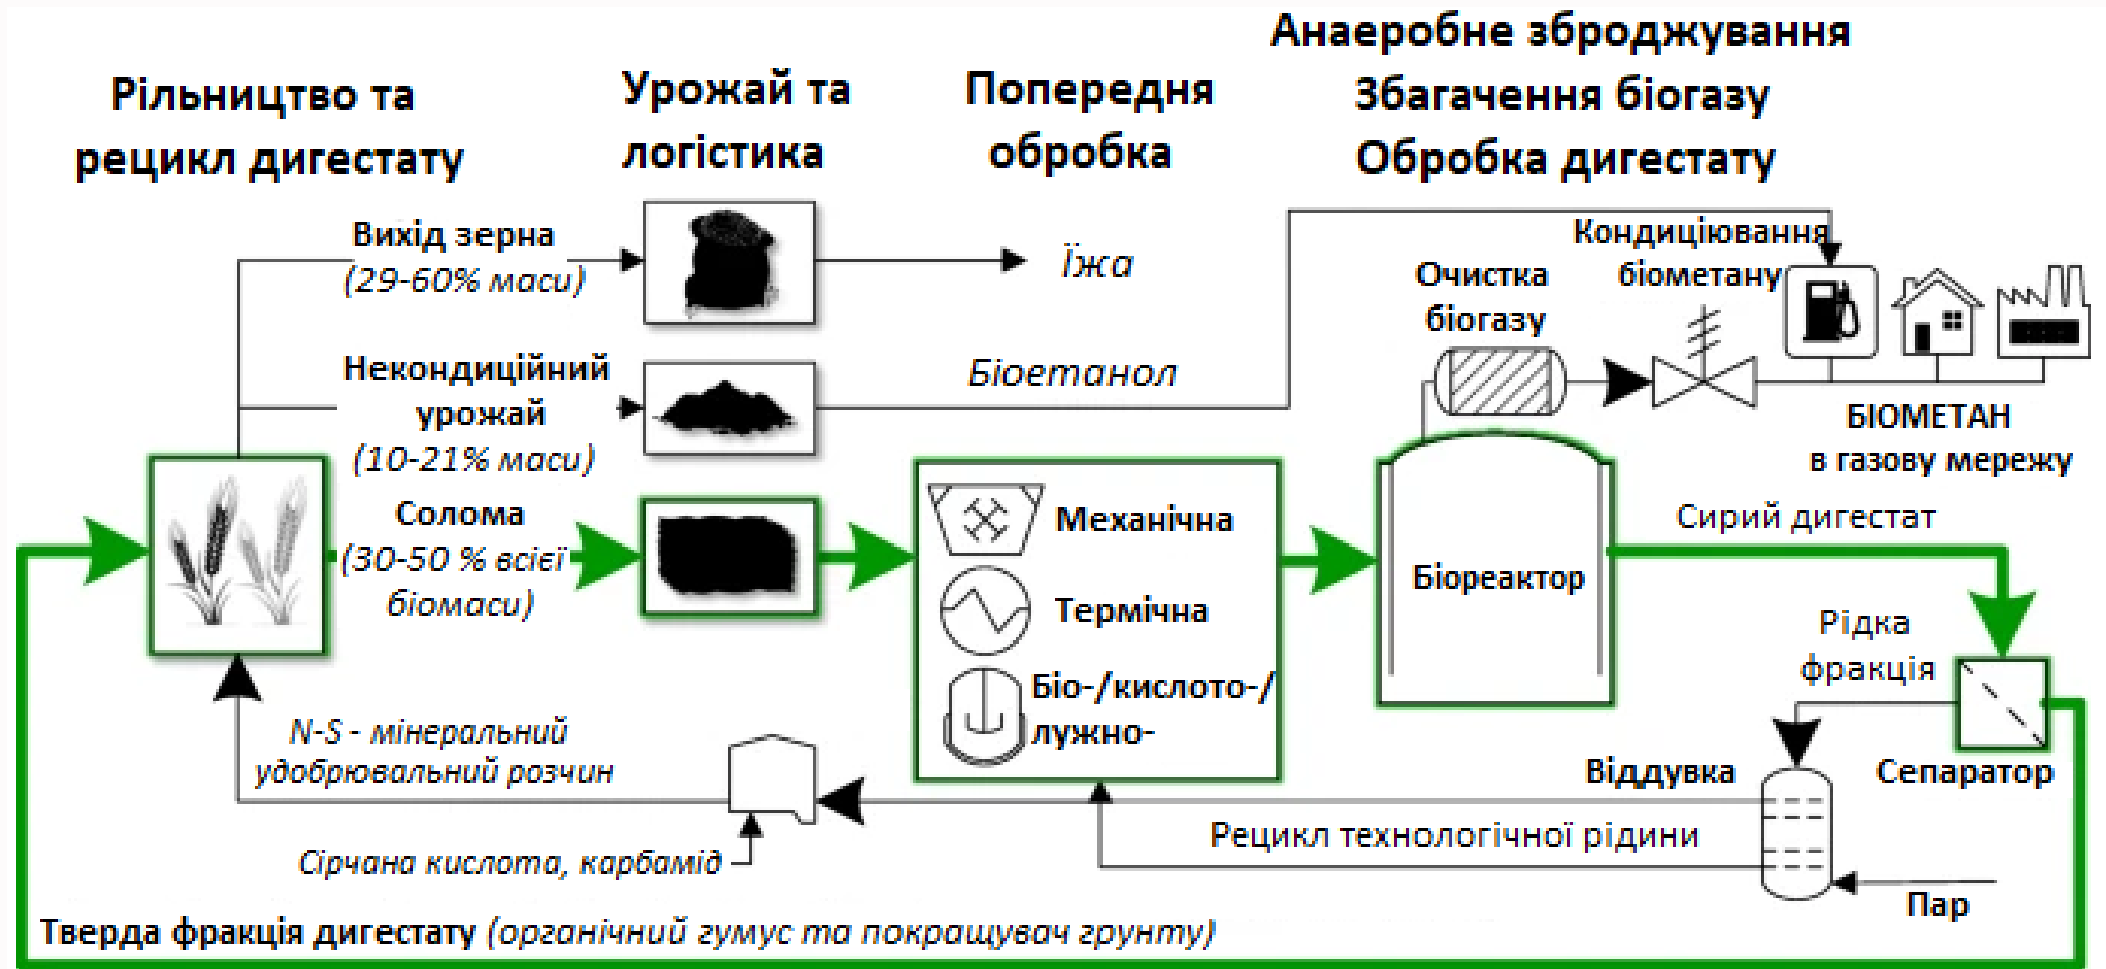 Рільництво та
рецикл дигестату
Урожай та
логістика
Попередня
обробка
Анаеробне зброджування
Збагачення біогазу
Обробка дигестату
Вихід зерна
(29-60% маси)
Їжа
Некондиційний
урожай
(10-21% маси)
Біоетанол
Солома
(30-50 % всієї
біомаси)
Механічна
Термічна
Біо-/кислото-/
лужно-
Очистка
біогазу
Кондиціювання
біометану
БІОМЕТАН
в газову мережу
Біореактор
Сирий дигестат
Рідка
фракція
Сепаратор
Віддувка
Пар
Рецикл технологічної рідини
N-S - мінеральний
удобрювальний розчин
Сірчана кислота, карбамід
Тверда фракція дигестату (органічний гумус та покращувач грунту)